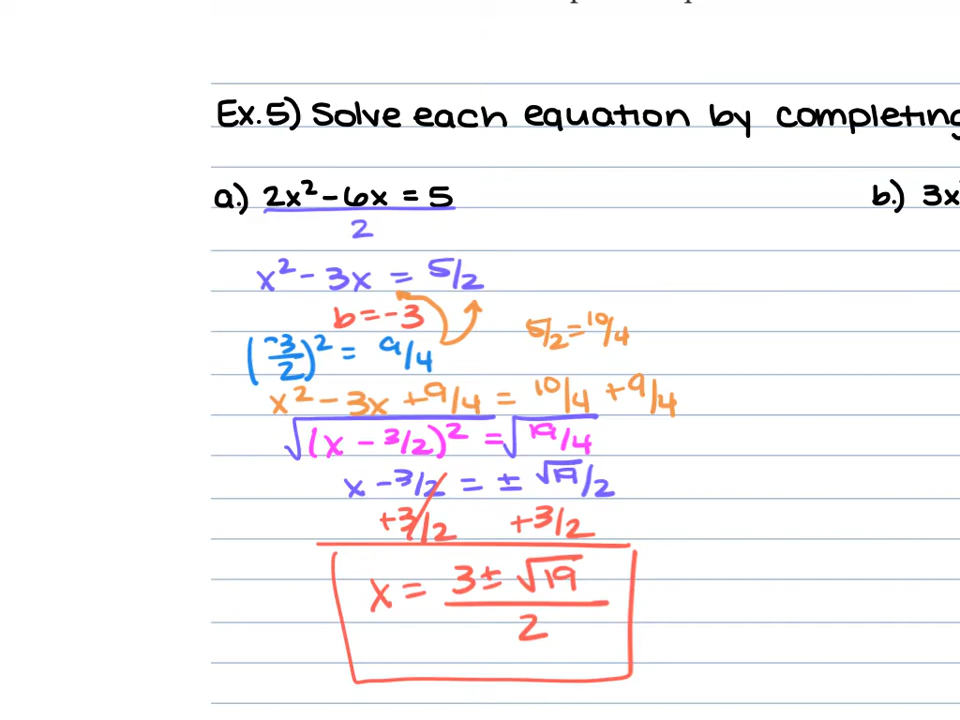 Ex.5) Solve each equation by completing
a.) 2x² - 6x = 5
b.) 3x
2
x² - 3x = 5/2
b = -3
5/2 = 10/4
(-3/2)² = 9/4
x² - 3x + 9/4 = 10/4 + 9/4
√(x - 3/2)² = √19/4
x - 3/2 = ± √19/2
+3/2 +3/2
x = 3 ± √19
2